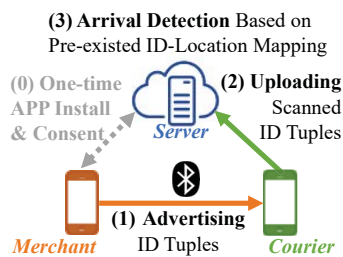 (3) Arrival Detection Based on
Pre-existed ID-Location Mapping
(0) One-time
APP Install
& Consent
Server
(2) Uploading
Scanned
ID Tuples
(1) Advertising
ID Tuples
Merchant
Courier